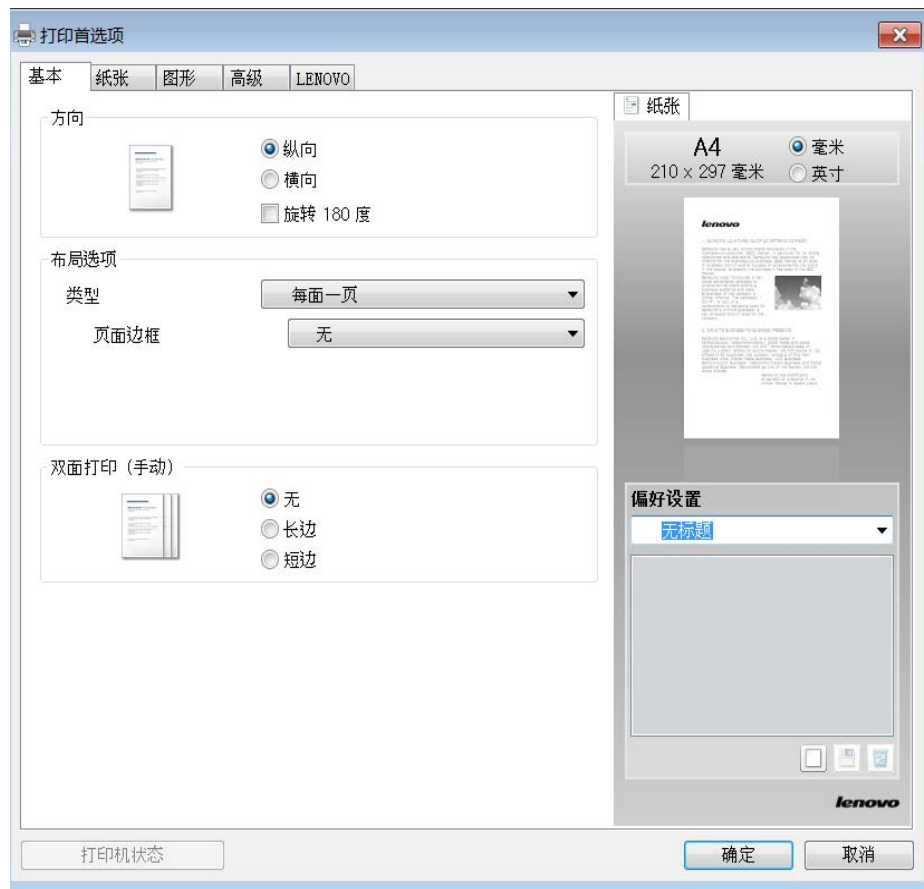 打印首选项
基本 纸张 图形 高级 LENOVO
方向
纵向
横向
旋转 180 度
布局选项
类型 每面一页
页面边框 无
双面打印（手动）
无
长边
短边
纸张
A4
210 x 297 毫米
毫米
英寸
lenovo
偏好设置
无标题
lenovo
打印机状态 确定 取消